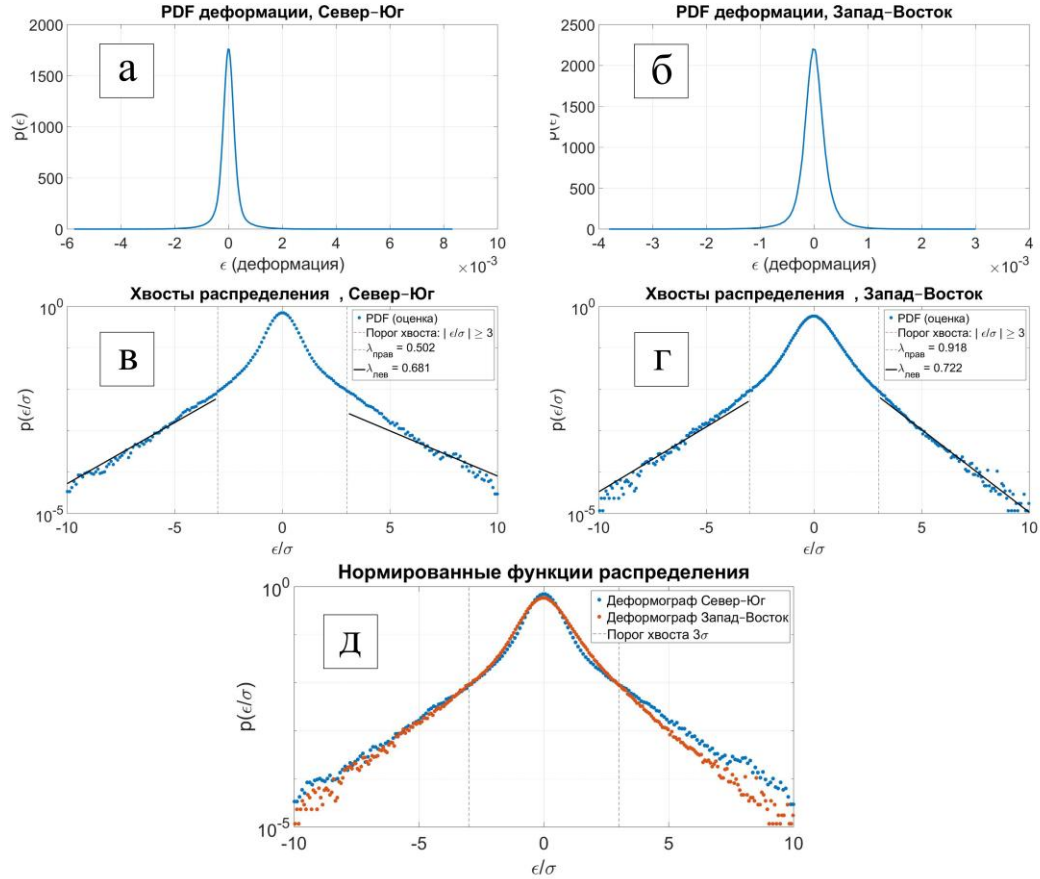 PDF деформации, Север-Юг
а
p(ϵ)
2000
1500
1000
500
0
-6 -4 -2 0 2 4 6 8 10
ϵ (деформация)
×10⁻³
PDF деформации, Запад-Восток
б
p(ϵ)
2500
2000
1500
1000
500
0
-4 -3 -2 -1 0 1 2 3 4
ϵ (деформация)
×10⁻³
Хвосты распределения , Север-Юг
в
p(ϵ/σ)
10⁰
10⁻⁵
-10 -5 0 5 10
ϵ/σ
PDF (оценка)
Порог хвоста: | ϵ/σ | ≥ 3
λправ = 0.502
λлев = 0.681
Хвосты распределения , Запад-Восток
г
p(ϵ/σ)
10⁰
10⁻⁵
-10 -5 0 5 10
ϵ/σ
PDF (оценка)
Порог хвоста: | ϵ/σ | ≥ 3
λправ = 0.918
λлев = 0.722
Нормированные функции распределения
д
p(ϵ/σ)
10⁰
10⁻⁵
-10 -5 0 5 10
ϵ/σ
Деформограф Север-Юг
Деформограф Запад-Восток
Порог хвоста 3σ